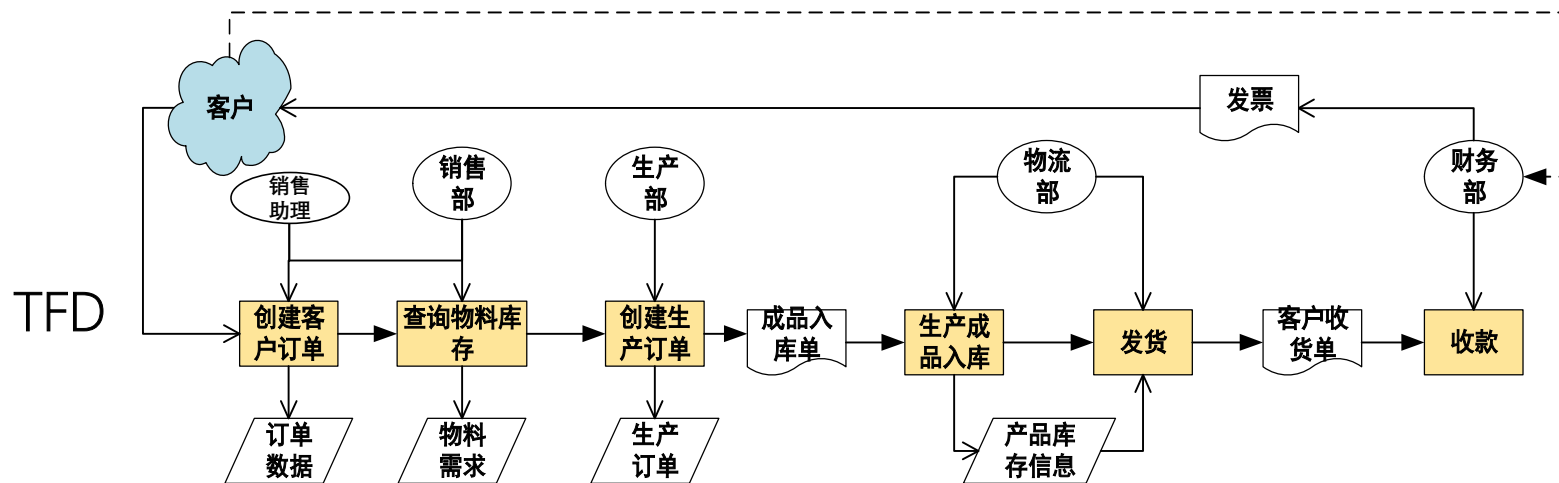 客户
发票
销售
助理
销售
部
生产
部
物流
部
财务
部
TFD
创建客
户订单
查询物料库
存
创建生
产订单
成品入
库单
生产成
品入库
发货
客户收
货单
收款
订单
数据
物料
需求
生产
订单
产品库
存信息